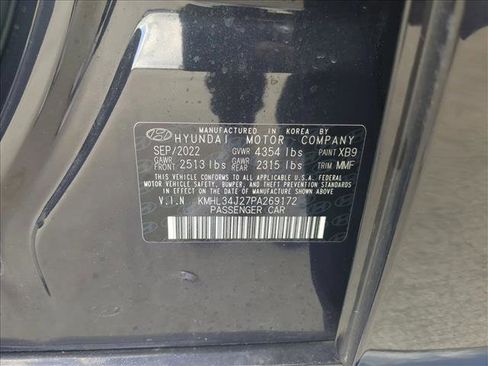 MANUFACTURED IN KOREA BY
HYUNDAI MOTOR COMPANY
SEP/2022 GVWR 4354 lbs PAINT XB9
GAWR FRONT 2513 lbs GAWR REAR 2315 lbs TRIM MMF
THIS VEHICLE CONFORMS TO ALL APPLICABLE U.S.A. FEDERAL
MOTOR VEHICLE SAFETY, BUMPER, AND THEFT PREVENTION
STANDARDS IN EFFECT ON THE DATE OF MANUFACTURE SHOWN ABOVE.
V.I.N KMHL34J27PA269172
PASSENGER CAR